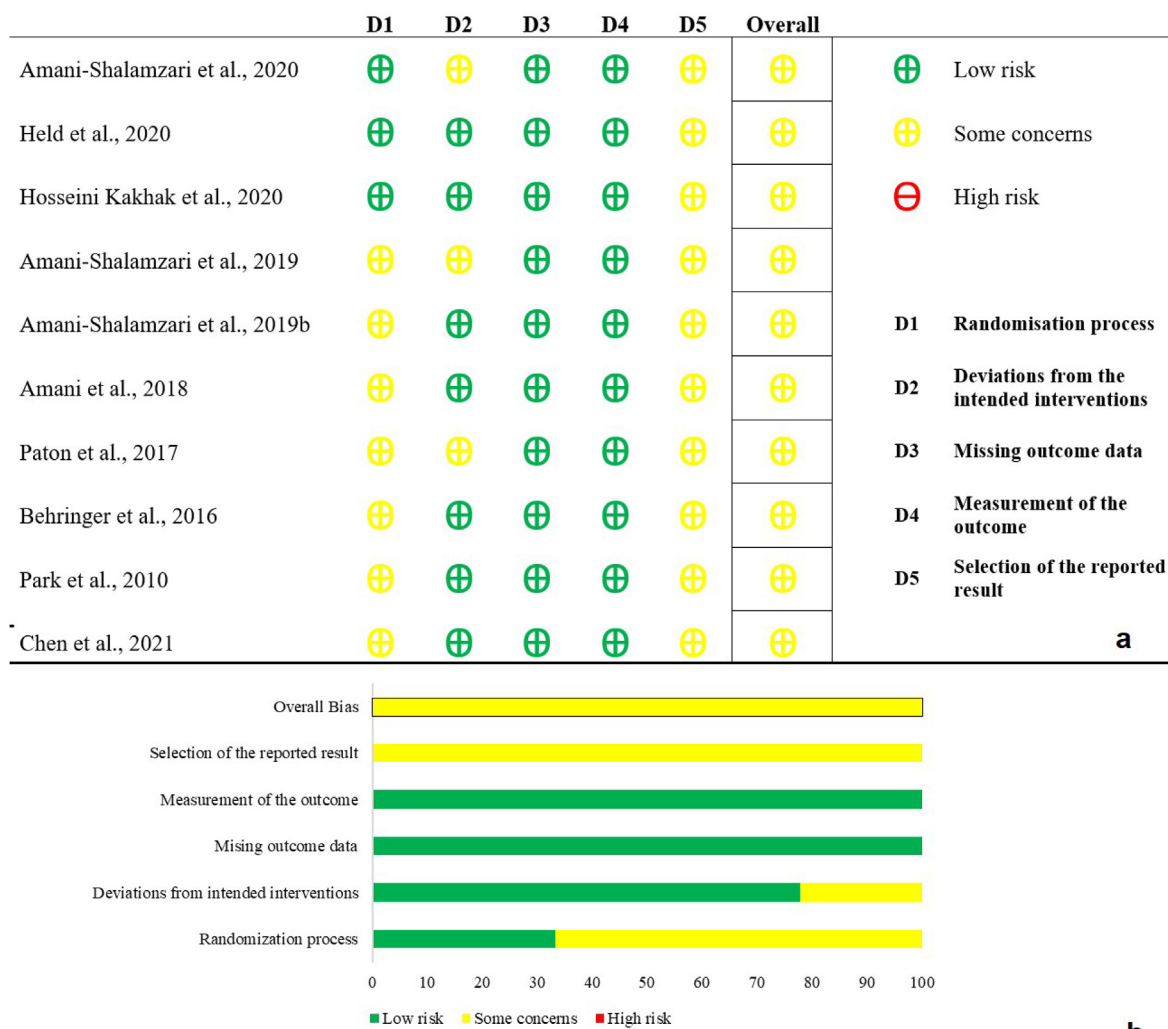 D1 D2 D3 D4 D5 Overall
Amani-Shalamzari et al., 2020
Low risk
Held et al., 2020
Some concerns
Hosseini Kakhak et al., 2020
High risk
Amani-Shalamzari et al., 2019
Amani-Shalamzari et al., 2019b
D1 Randomisation process
Amani et al., 2018
D2 Deviations from the
intended interventions
Paton et al., 2017
D3 Missing outcome data
Behringer et al., 2016
D4 Measurement of the
outcome
Park et al., 2010
D5 Selection of the reported
result
Chen et al., 2021
a
Overall Bias
Selection of the reported result
Measurement of the outcome
Mising outcome data
Deviations from intended interventions
Randomization process
0 10 20 30 40 50 60 70 80 90 100
Low risk Some concerns High risk